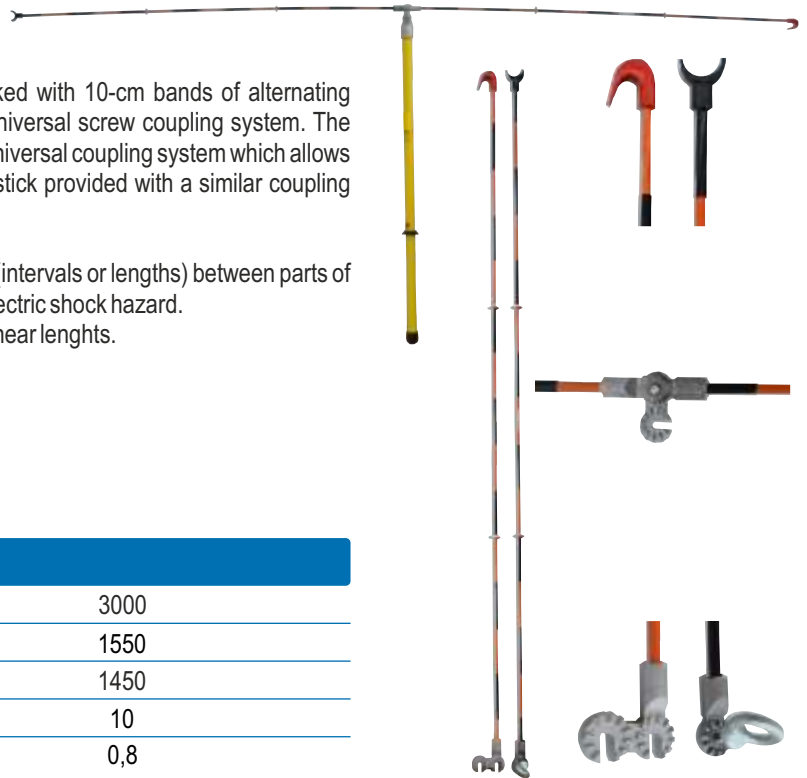 ked with 10-cm bands of alternating
niversal screw coupling system. The
niversal coupling system which allows
stick provided with a similar coupling
(intervals or lengths) between parts of
ectric shock hazard.
near lenghts.
3000
1550
1450
10
0,8